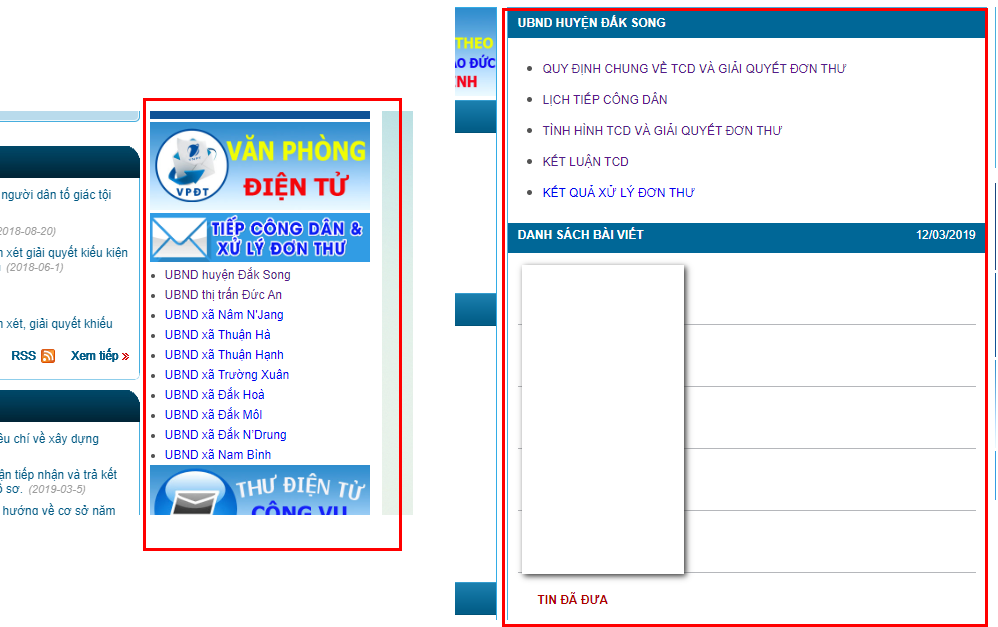 người dân tố giác tội
2018-08-20)
xét giải quyết kiếu kiện
(2018-06-1)
xét, giải quyết khiếu
RSS Xem tiếp »
chí về xây dựng
tiếp nhận và trả kết
sơ. (2019-03-5)
hướng về cơ sở năm
VĂN PHÒNG
ĐIỆN TỬ
VPĐT
TIẾP CÔNG DÂN &
XỬ LÝ ĐƠN THƯ
UBND huyện Đắk Song
UBND thị trấn Đức An
UBND xã Nâm N'Jang
UBND xã Thuận Hà
UBND xã Thuận Hạnh
UBND xã Trường Xuân
UBND xã Đắk Hoà
UBND xã Đắk Môl
UBND xã Đắk N'Drung
UBND xã Nam Bình
THƯ ĐIỆN TỬ
CÔNG VỤ
THEO
ĐỨC
UBND HUYỆN ĐẮK SONG
QUY ĐỊNH CHUNG VỀ TCD VÀ GIẢI QUYẾT ĐƠN THƯ
LỊCH TIẾP CÔNG DÂN
TÌNH HÌNH TCD VÀ GIẢI QUYẾT ĐƠN THƯ
KẾT LUẬN TCD
KẾT QUẢ XỬ LÝ ĐƠN THƯ
DANH SÁCH BÀI VIẾT 12/03/2019
TIN ĐÃ ĐƯA